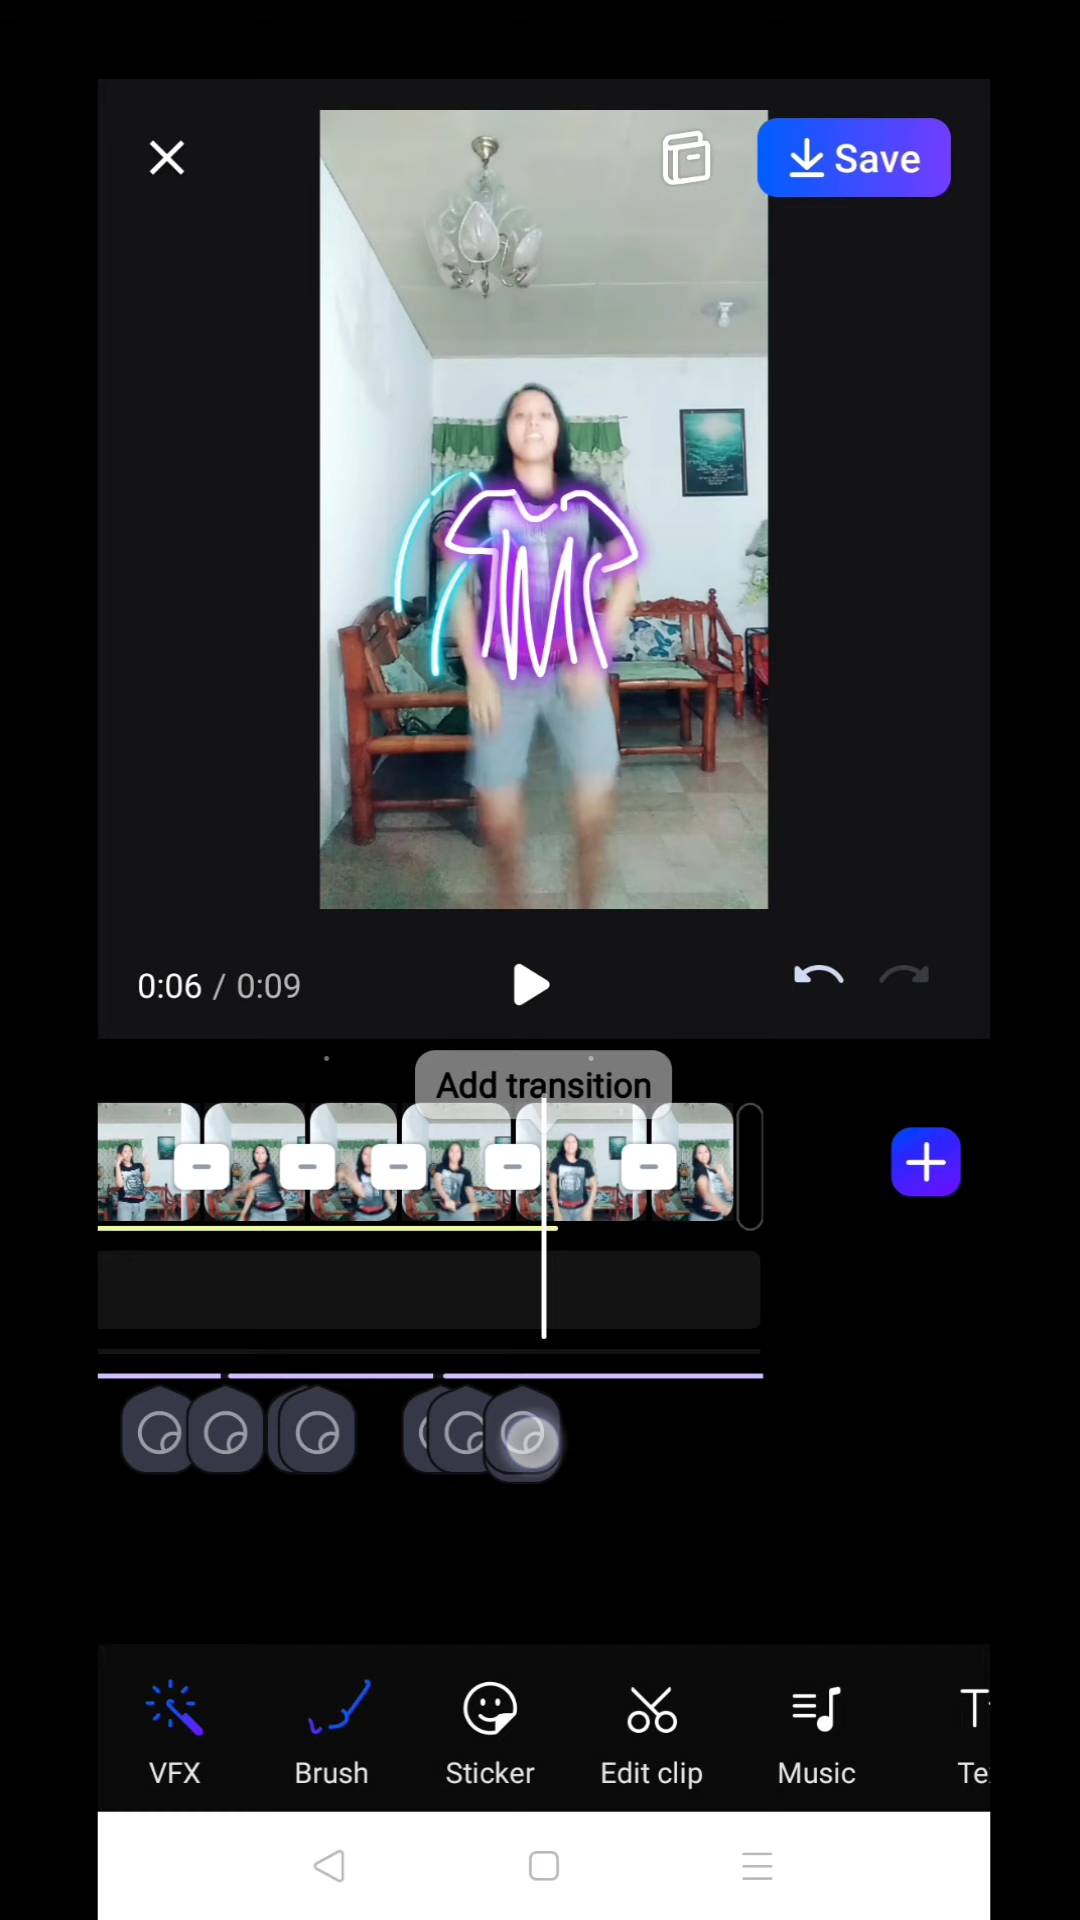 Save
0:06 / 0:09
Add transition
VFX
Brush
Sticker
Edit clip
Music